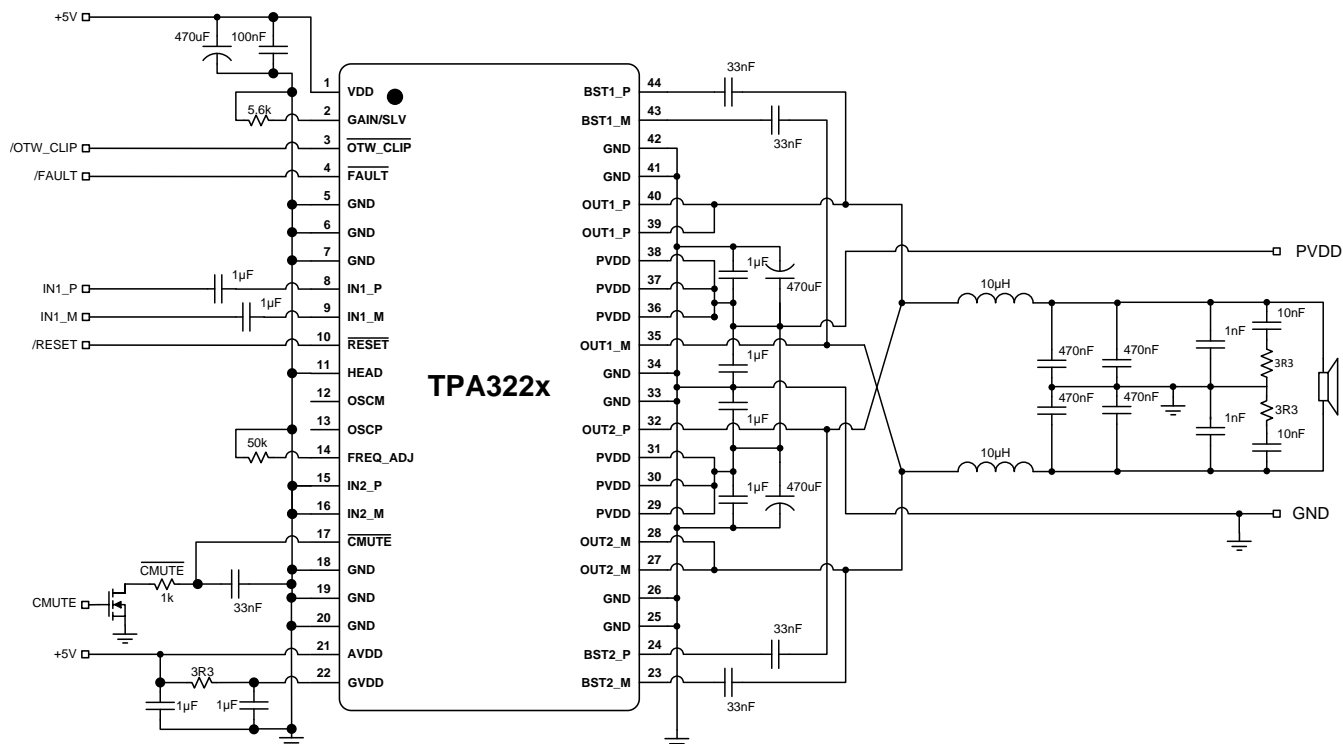 +5V
470uF
100nF
33nF
1 VDD
BST1_P 44
5.6k
2 GAIN/SLV
BST1_M 43
33nF
/OTW_CLIP
3 OTW_CLIP
GND 42
/FAULT
4 FAULT
GND 41
5 GND
OUT1_P 40
6 GND
OUT1_P 39
7 GND
PVDD 38
1µF
470uF
PVDD
IN1_P
1µF
8 IN1_P
PVDD 37
IN1_M
1µF
9 IN1_M
PVDD 36
10µH
/RESET
10 RESET
OUT1_M 35
11 HEAD
GND 34
1µF
12 OSCM
GND 33
1µF
TPA322x
13 OSCP
OUT2_P 32
50k
14 FREQ_ADJ
PVDD 31
15 IN2_P
PVDD 30
1µF
470uF
16 IN2_M
PVDD 29
470nF
470nF
1nF
10nF
3R3
470nF
470nF
1nF
3R3
10nF
10µH
GND
17 CMUTE
OUT2_M 28
CMUTE
1k
33nF
18 GND
OUT2_M 27
CMUTE
19 GND
GND 26
20 GND
GND 25
33nF
+5V
21 AVDD
BST2_P 24
3R3
22 GVDD
BST2_M 23
1µF
1µF
33nF